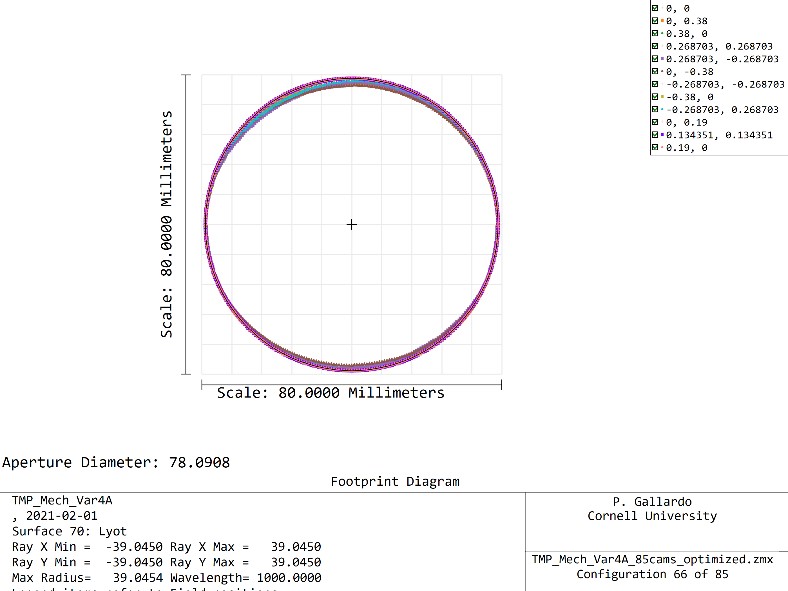 0, 0
0, 0.38
0.38, 0
0.268703, 0.268703
0.268703, -0.268703
0, -0.38
-0.268703, -0.268703
-0.38, 0
-0.268703, 0.268703
0, 0.19
0.134351, 0.134351
0.19, 0
Scale: 80.0000 Millimeters
Scale: 80.0000 Millimeters
Aperture Diameter: 78.0908
Footprint Diagram
TMP_Mech_Var4A
, 2021-02-01
Surface 70: Lyot
Ray X Min = -39.0450 Ray X Max = 39.0450
Ray Y Min = -39.0450 Ray Y Max = 39.0450
Max Radius= 39.0454 Wavelength= 1000.0000
P. Gallardo
Cornell University
TMP_Mech_Var4A_85cams_optimized.zmx
Configuration 66 of 85